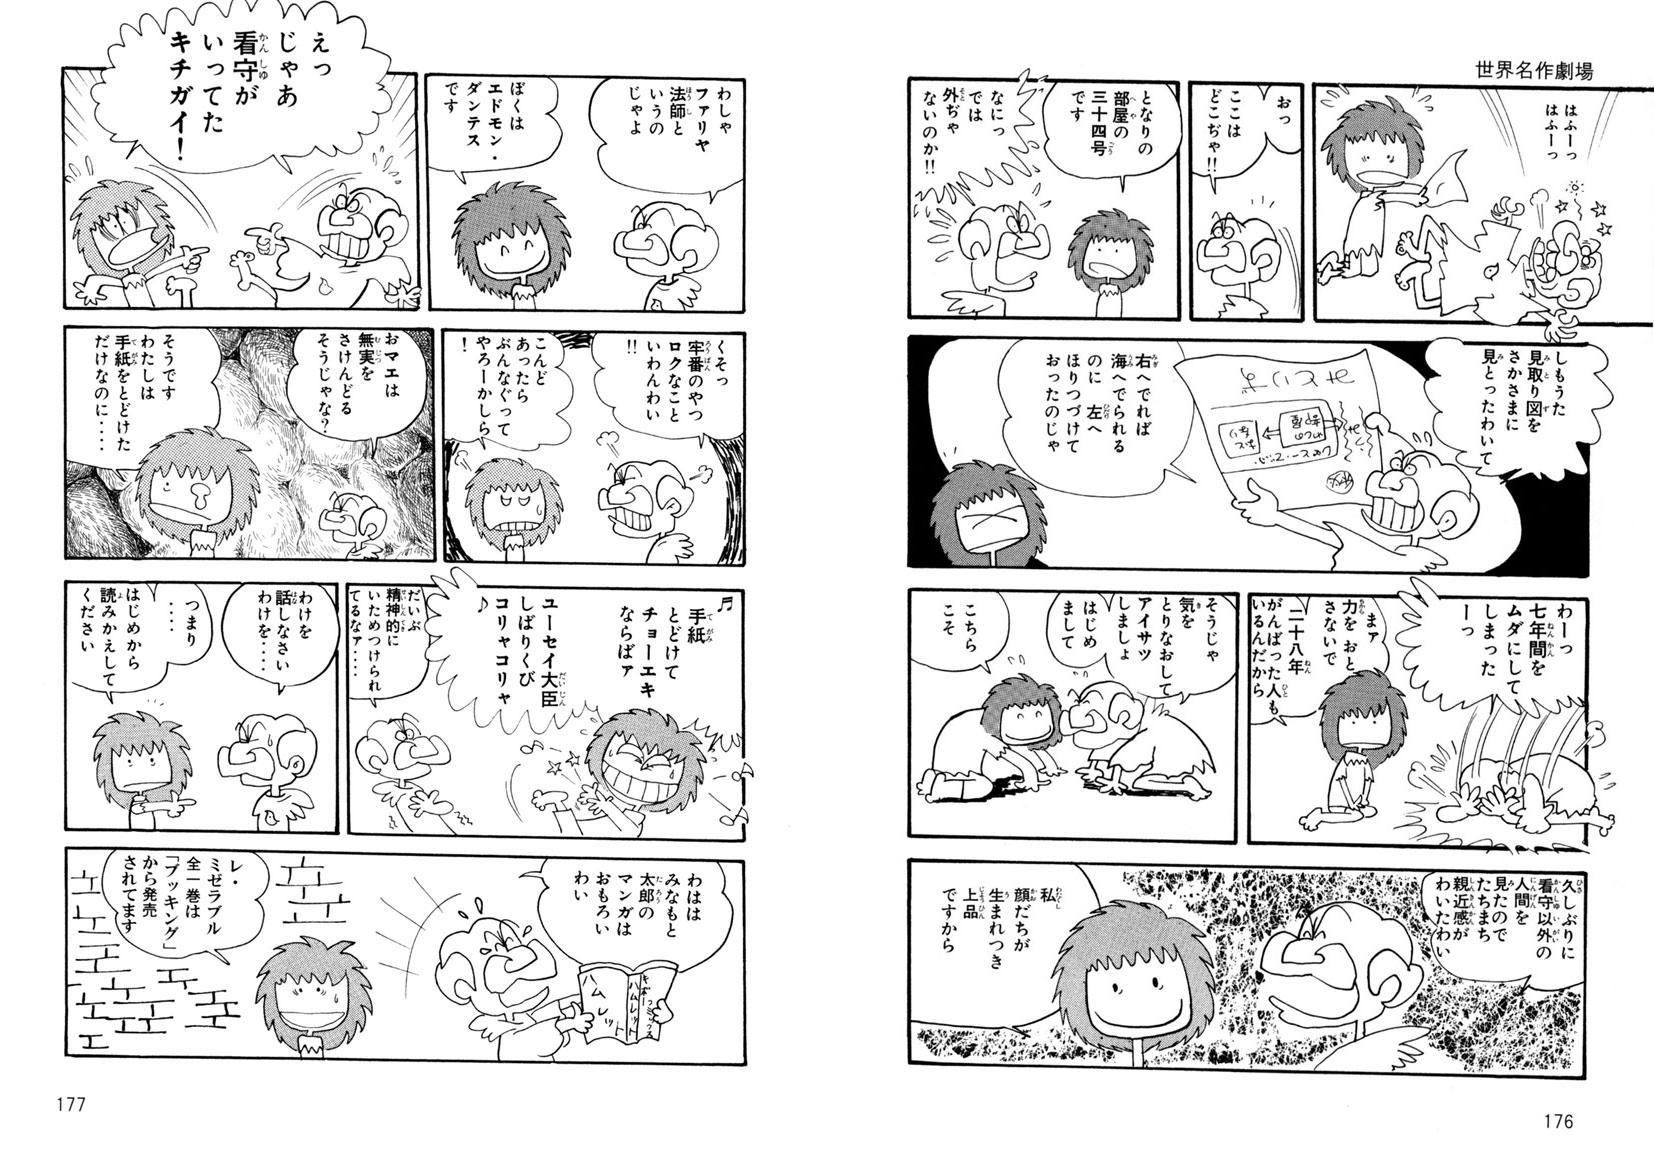 世界名作劇場
はふーっ
はふーっ
おっ
ここは
どこぢゃ!!
となりの
部屋の
三十四号
です
なにっ
では
外ぢゃ
ないのか!!
しもうた
見取り図を
さかさまに
見とったわいて
右へでれば
海へでられる
のに 左へ
ほりつづけて
おったのじゃ
わーっ
七年間を
ムダにして
しまった
ーっ
まァ
力を おと
さないで
二十八年
がんばった人も
いるんだから
そうじゃ
気を
とりなおして
アイサツ
しましょ
はじめ
まして
こちら
こそ
久しぶりに
看守以外の
人間を
見たので
たちまち
親近感が
わいたわい
私
顔だちが
生まれつき
上品
ですから
176
わしゃ
ファリヤ
法師と
いうの
じゃよ
ぼくは
エドモン・
ダンテス
です
えっ
じゃあ
看守が
いってた
キチガイ!
くそっ
牢番のやつ
ロクなこと
いわんわい
!!
こんど
あったら
ぶんなぐって
やろーかしら
!
おマエは
無実を
さけんどる
そうじゃな?
そうです
わたしは
手紙をとどけた
だけなのに‥‥
♬
手紙
とどけて
チョーエキ
ならばァ
ユーセイ大臣
しばりくび
コリャコリャ
♪
だいぶ
精神的に
いためつけられ
てるなァ‥‥
わけを
話しなさい
わけを‥‥
つまり
‥‥
はじめから
読みかえして
ください
わははは
みなもと
太郎の
マンガは
おもろい
わい
ハムレット
ハムレット
レ・
ミゼラブル
全一巻は
「ブッキング」
から発売
されてます
177